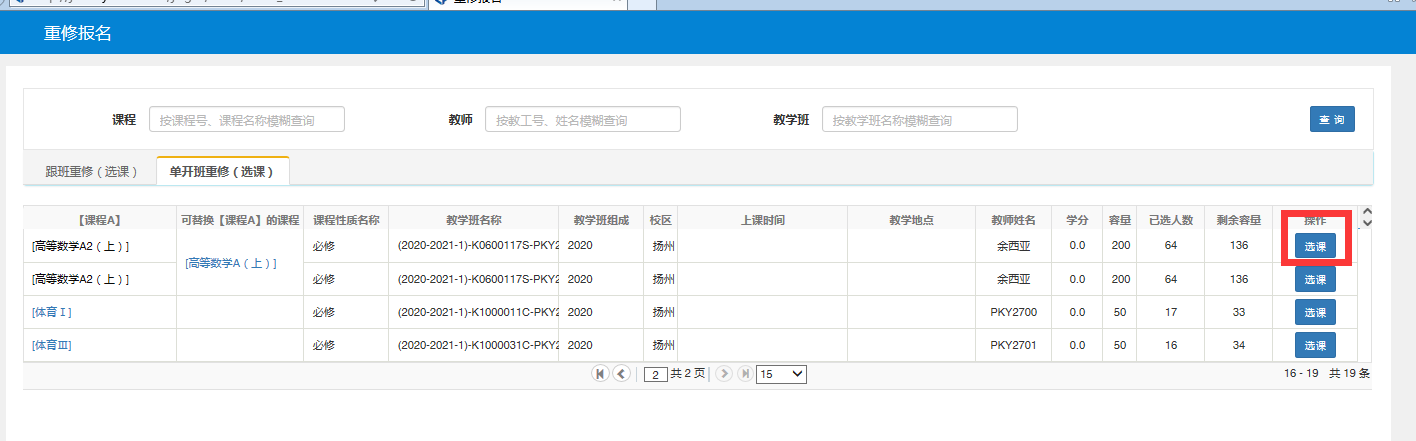 重修报名
课程 按课程号、课程名称模糊查询 教师 按教工号、姓名模糊查询 教学班 按教学班名称模糊查询 查 询
跟班重修（选课） 单开班重修（选课）
【课程A】 可替换【课程A】的课程 课程性质名称 教学班名称 教学班组成 校区 上课时间 教学地点 教师姓名 学分 容量 已选人数 剩余容量 操作
[高等数学A2（上）] [高等数学A（上）] 必修 (2020-2021-1)-K0600117S-PKY2 2020 扬州 余西亚 0.0 200 64 136 选课
[高等数学A2（上）] 必修 (2020-2021-1)-K0600117S-PKY2 2020 扬州 余西亚 0.0 200 64 136 选课
[体育Ⅰ] 必修 (2020-2021-1)-K1000011C-PKY2 2020 扬州 PKY2700 0.0 50 17 33 选课
[体育Ⅲ] 必修 (2020-2021-1)-K1000031C-PKY2 2020 扬州 PKY2701 0.0 50 16 34 选课
2 共 2 页 15 16 - 19 共 19 条